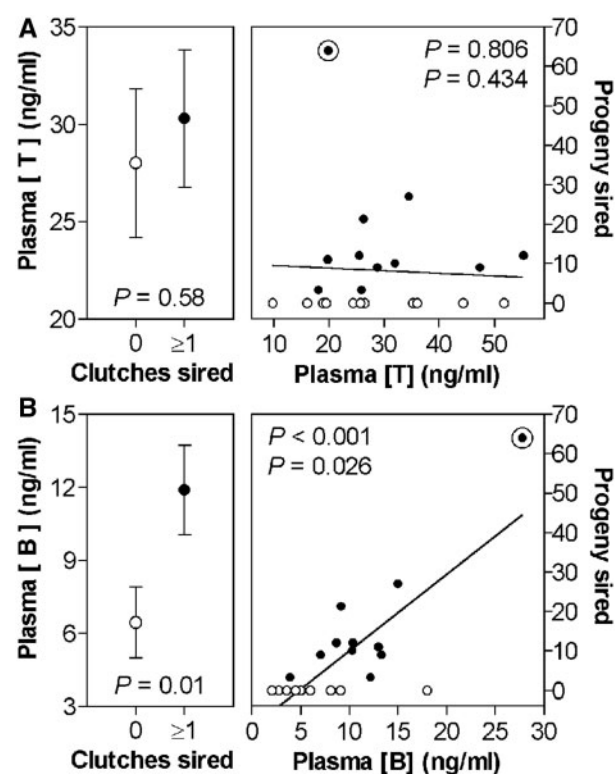 A
Plasma [ T ] (ng/ml)
35
30
25
20
P = 0.58
0
≥1
Clutches sired
P = 0.806
P = 0.434
70
60
50
40
30
20
10
0
Progeny sired
10
20
30
40
50
Plasma [T] (ng/ml)
B
Plasma [ B ] (ng/ml)
15
12
9
6
3
P = 0.01
0
≥1
Clutches sired
P < 0.001
P = 0.026
70
60
50
40
30
20
10
0
Progeny sired
5
10
15
20
25
30
Plasma [B] (ng/ml)